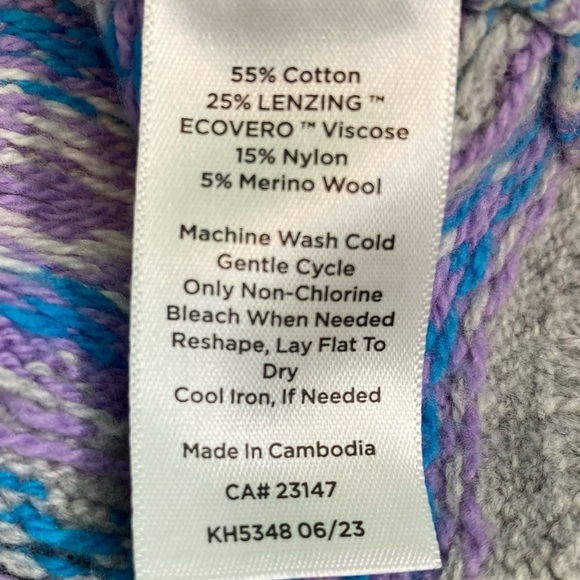 55% Cotton
25% LENZING ™
ECOVERO ™ Viscose
15% Nylon
5% Merino Wool
Machine Wash Cold
Gentle Cycle
Only Non-Chlorine
Bleach When Needed
Reshape, Lay Flat To
Dry
Cool Iron, If Needed
Made In Cambodia
CA# 23147
KH5348 06/23